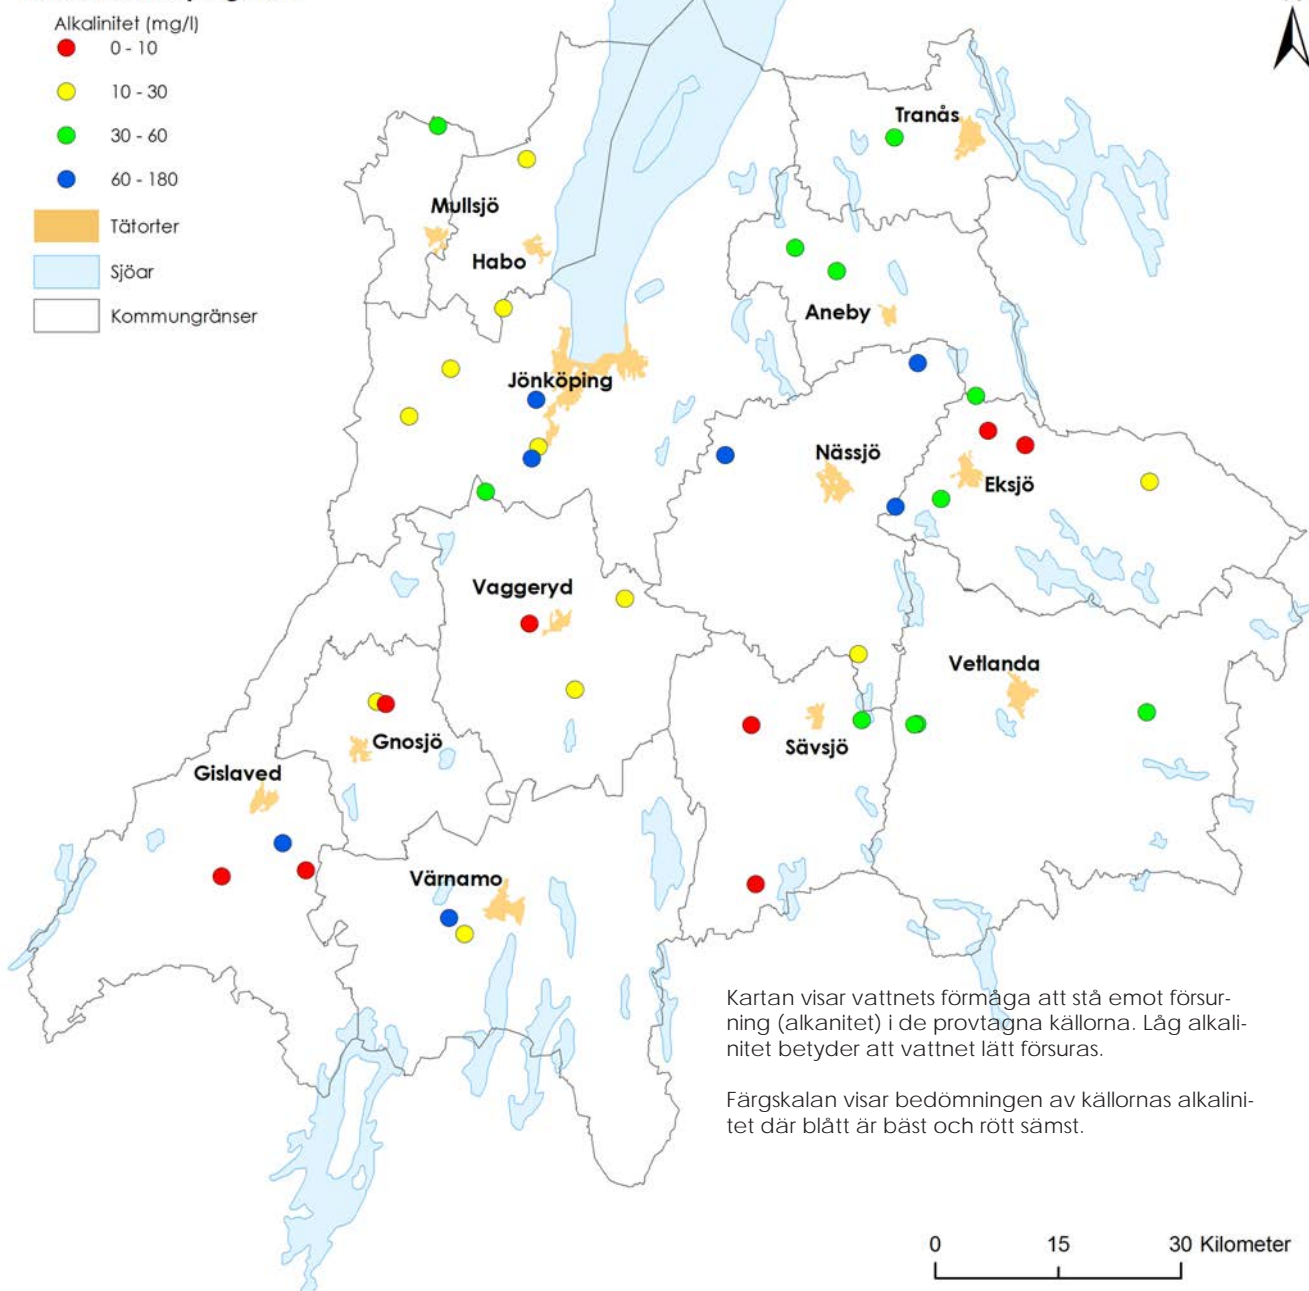 Alkalinitet (mg/l)
0 - 10
10 - 30
30 - 60
60 - 180
Tätorter
Sjöar
Kommungränser
Tranås
Mullsjö
Habo
Aneby
Jönköping
Nässjö
Eksjö
Vaggeryd
Vetlanda
Gnosjö
Sävsjö
Gislaved
Värnamo
Kartan visar vattnets förmåga att stå emot försur-
ning (alkanitet) i de provtagna källorna. Låg alkali-
nitet betyder att vattnet lätt försuras.
Färgskalan visar bedömningen av källornas alkalini-
tet där blått är bäst och rött sämst.
0 15 30 Kilometer